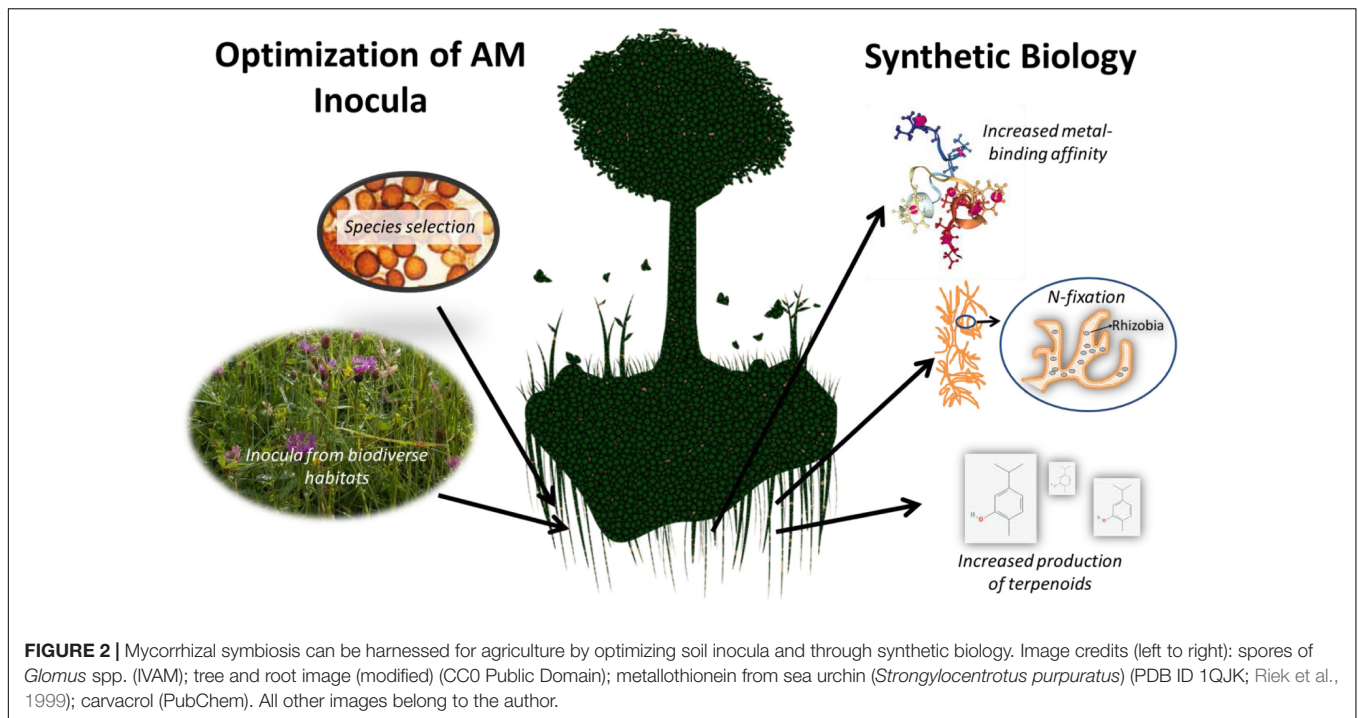 Optimization of AM
Inocula
Species selection
Inocula from biodiverse
habitats
Synthetic Biology
Increased metal-
binding affinity
N-fixation
Rhizobia
H
O
H
O
H
O
Increased production
of terpenoids
FIGURE 2 | Mycorrhizal symbiosis can be harnessed for agriculture by optimizing soil inocula and through synthetic biology. Image credits (left to right): spores of
Glomus spp. (IVAM); tree and root image (modified) (CC0 Public Domain); metallothionein from sea urchin (Strongylocentrotus purpuratus) (PDB ID 1QJK; Riek et al.,
1999); carvacrol (PubChem). All other images belong to the author.